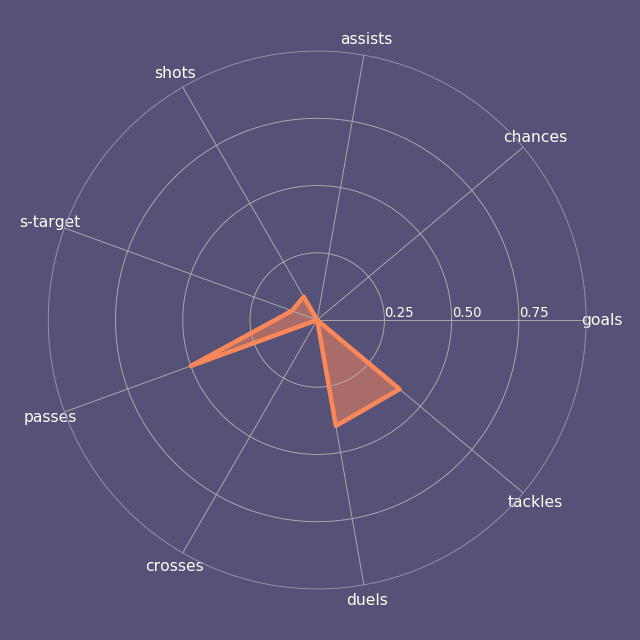 assists
shots
chances
s-target
0.25 0.50 0.75 goals
passes
tackles
crosses
duels